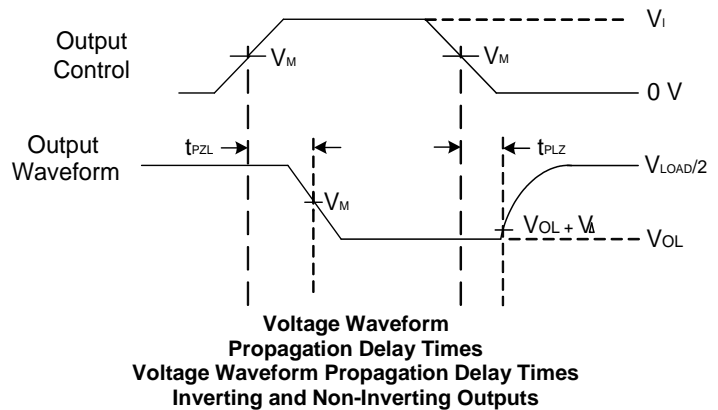 Output
Control
VM
VM
VI
0 V
Output
Waveform
tPZL
tPLZ
VLOAD/2
VM
VOL + VΔ
VOL
Voltage Waveform
Propagation Delay Times
Voltage Waveform Propagation Delay Times
Inverting and Non-Inverting Outputs